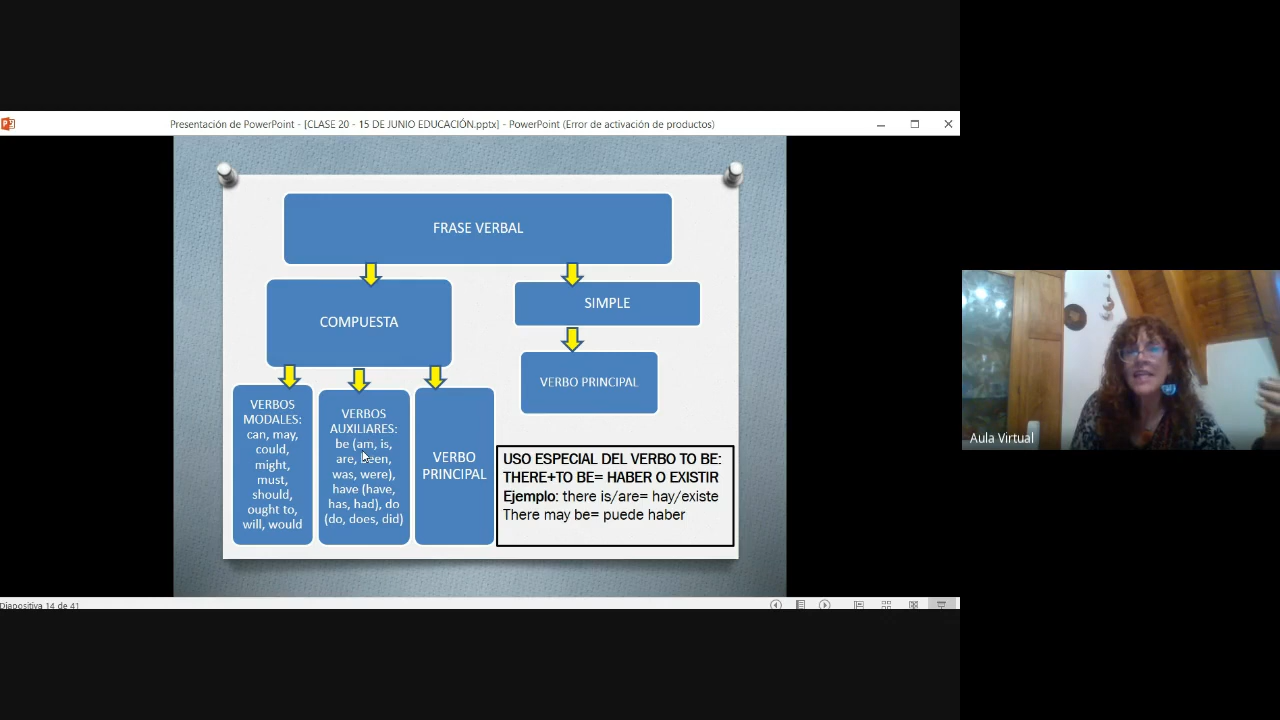 Presentación de PowerPoint - [CLASE 20 - 15 DE JUNIO EDUCACIÓN.pptx] - PowerPoint (Error de activación de productos)
FRASE VERBAL
COMPUESTA
SIMPLE
VERBO PRINCIPAL
VERBOS
MODALES:
can, may,
could,
might,
must,
should,
ought to,
will, would
VERBOS
AUXILIARES:
be (am, is,
are, been,
was, were),
have (have,
has, had), do
(do, does, did)
VERBO
PRINCIPAL
USO ESPECIAL DEL VERBO TO BE:
THERE+TO BE= HABER O EXISTIR
Ejemplo: there is/are= hay/existe
There may be= puede haber
Aula Virtual
Diapositiva 14 de 41